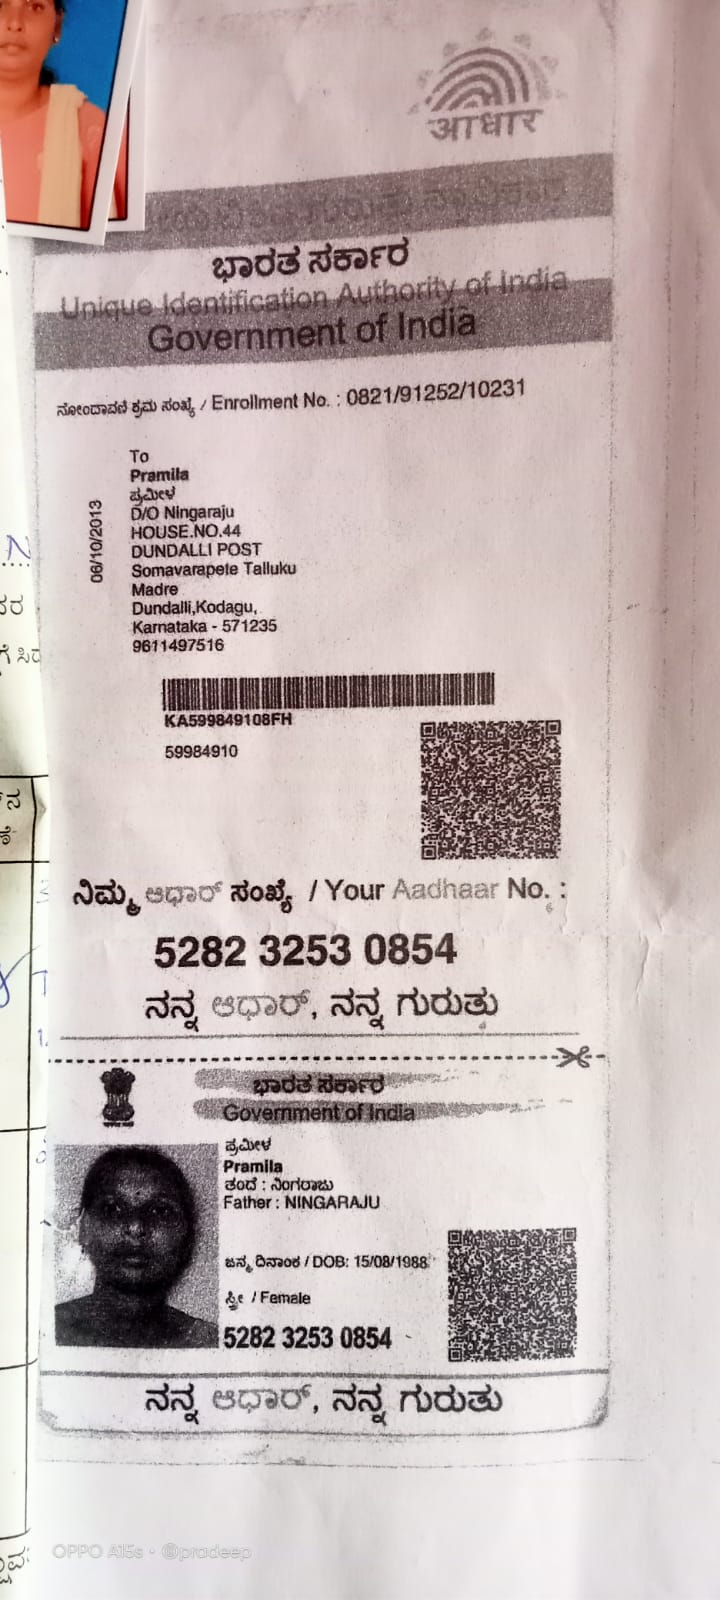 आधार
ಭಾರತ ಸರ್ಕಾರ
Unique Identification Authority of India
Government of India
ನೋಂದಾವಣಿ ಕ್ರಮ ಸಂಖ್ಯೆ / Enrollment No. : 0821/91252/10231
To
Pramila
ಪ್ರಮೀಳ
D/O Ningaraju
HOUSE.NO.44
DUNDALLI POST
Somavarapete Talluku
Madre
Dundalli,Kodagu,
Karnataka - 571235
9611497516
06/10/2013
KA599849108FH
59984910
ನಿಮ್ಮ ಆಧಾರ್ ಸಂಖ್ಯೆ / Your Aadhaar No. :
5282 3253 0854
ನನ್ನ ಆಧಾರ್, ನನ್ನ ಗುರುತು
ಭಾರತ ಸರ್ಕಾರ
Government of India
ಪ್ರಮೀಳ
Pramila
ತಂದೆ : ನಿಂಗರಾಜು
Father : NINGARAJU
ಜನ್ಮ ದಿನಾಂಕ / DOB: 15/08/1988
ಸ್ತ್ರೀ / Female
5282 3253 0854
ನನ್ನ ಆಧಾರ್, ನನ್ನ ಗುರುತು
OPPO A15s · @pradeep